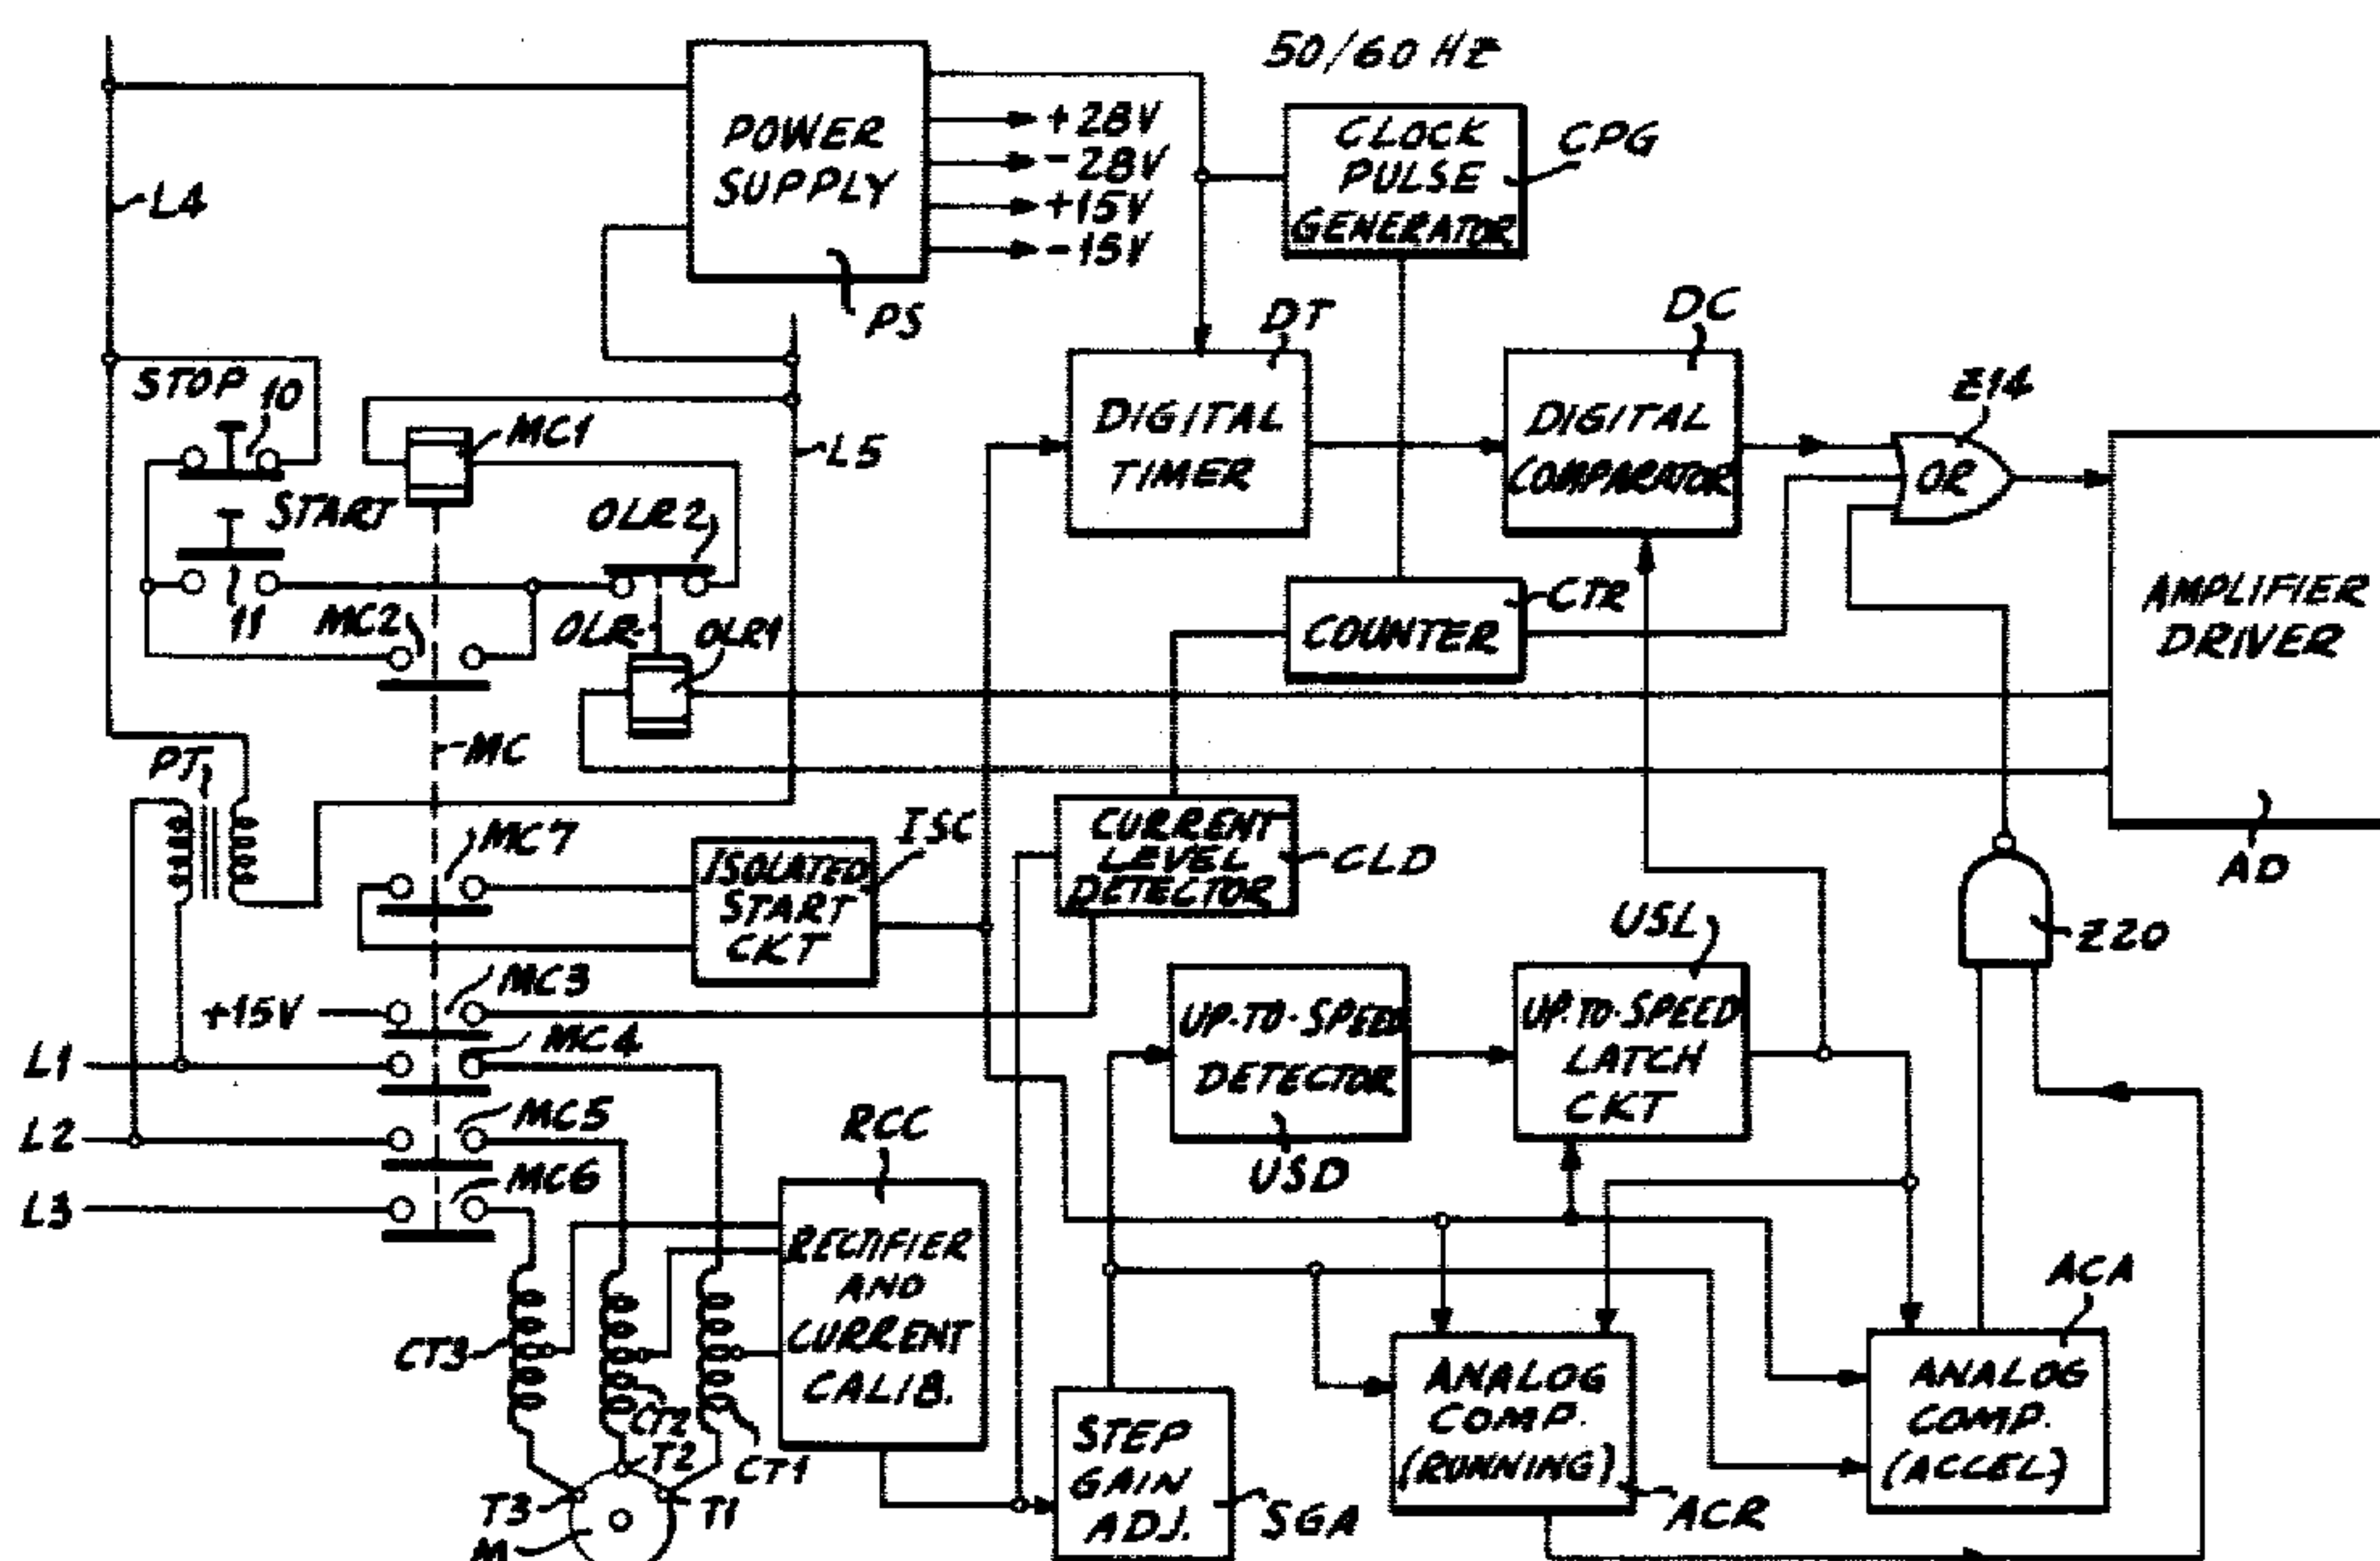 50/60 HZ
POWER
SUPPLY
+28V
-28V
+15V
-15V
PS
CLOCK
PULSE
GENERATOR
CPG
L4
DT
DC
STOP
10
MC1
L5
DIGITAL
TIMER
DIGITAL
COMPARATOR
Z14
OR
START
11
OLR2
MC2
OLR
OLR1
COUNTER
CTR
AMPLIFIER
DRIVER
AD
MC
PT
MC7
ISOLATED
START
CKT
ISC
CURRENT
LEVEL
DETECTOR
CLD
Z20
USL
MC3
+15V
UP-TO-SPEED
DETECTOR
USD
UP-TO-SPEED
LATCH
CKT
L1
MC4
L2
MC5
L3
MC6
RCC
RECTIFIER
AND
CURRENT
CALIB.
CT3
CT2
CT1
T2
T3
T1
M
STEP
GAIN
ADJ.
SGA
ANALOG
COMP.
(RUNNING)
ACR
ACA
ANALOG
COMP.
(ACCEL)